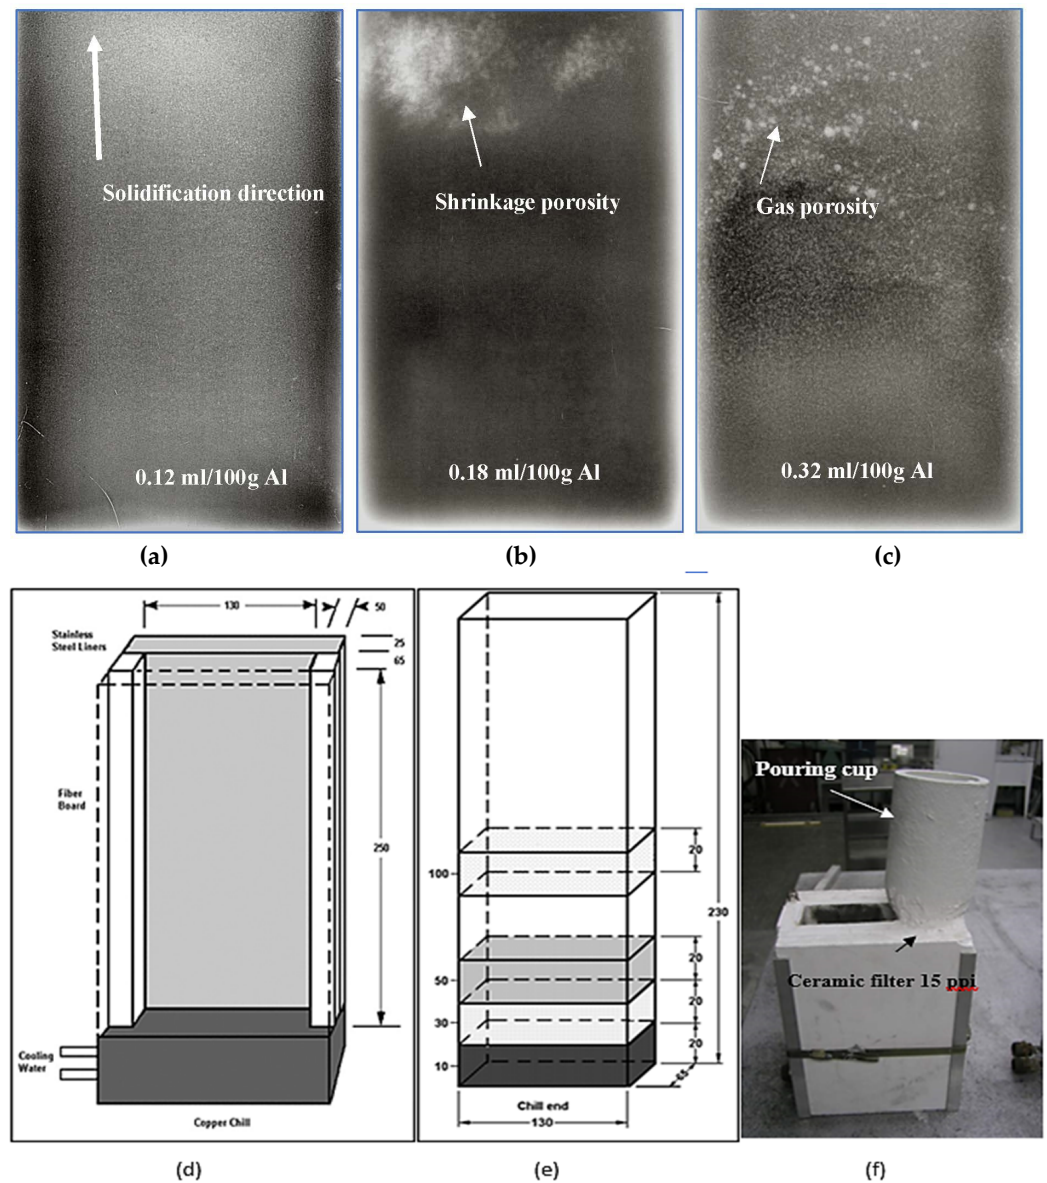 Solidification direction
0.12 ml/100g Al
(a)
Shrinkage porosity
0.18 ml/100g Al
(b)
Gas porosity
0.32 ml/100g Al
(c)
130
50
Stainless
Steel Liners
25
65
Fiber
Board
250
Cooling
Water
Copper Chill
(d)
20
100
230
20
50
20
30
20
10
65
Chill end
130
(e)
Pouring cup
Ceramic filter 15 ppi
(f)